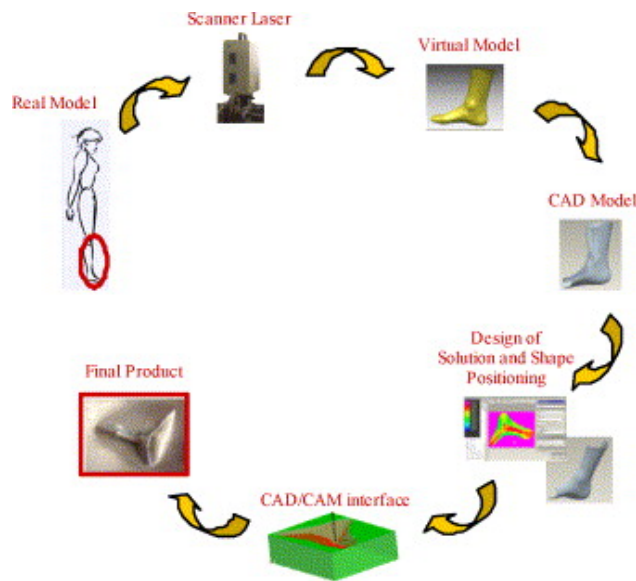 Scanner Laser
Virtual Model
Real Model
CAD Model
Design of
Solution and Shape
Positioning
Final Product
CAD/CAM interface